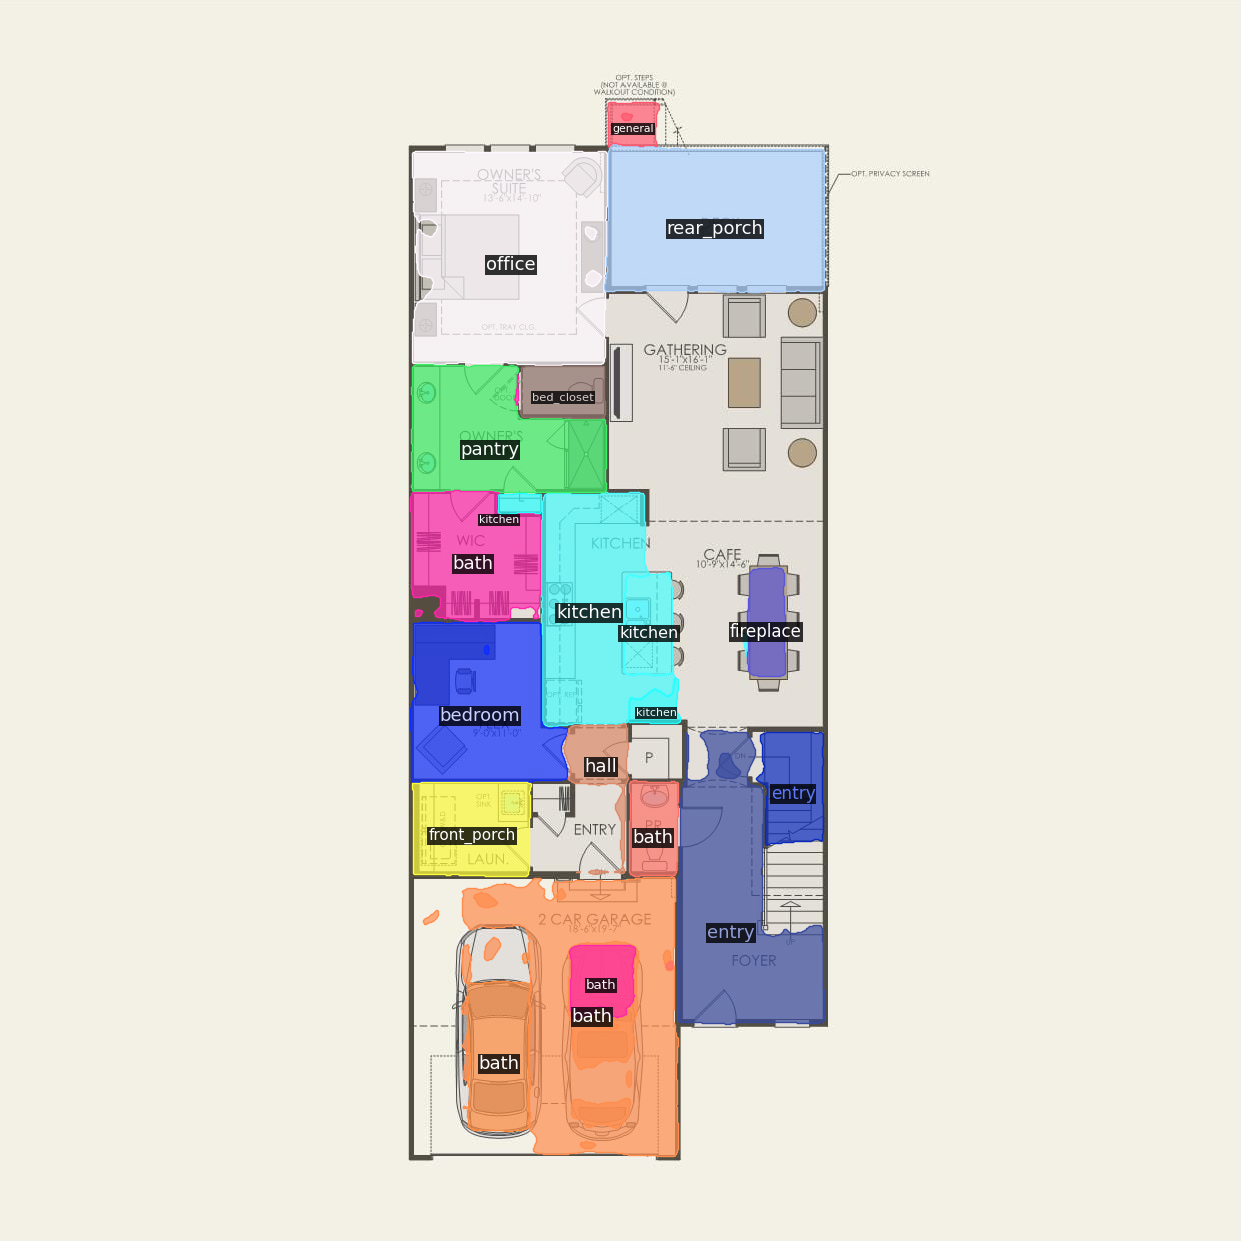 OPT. STEPS
(NOT AVAILABLE @
WALKOUT CONDITION)
general
OPT. PRIVACY SCREEN
OWNER'S
SUITE
13'-6"x14'-10"
rear_porch
office
OPT. TRAY CLG.
GATHERING
15'-1"x16'-1"
11'-6" CEILING
bed_closet
OWNER'S
pantry
kitchen
WIC
bath
KITCHEN
CAFE
10'-9"x14'-6"
kitchen
kitchen
fireplace
OPT. REF.
kitchen
bedroom
9'-0"x11'-0"
hall
P
entry
OPT.
SINK
front_porch
LAUN.
ENTRY
PR.
bath
2 CAR GARAGE
18'-6"x19'-7"
entry
UP
FOYER
bath
bath
bath